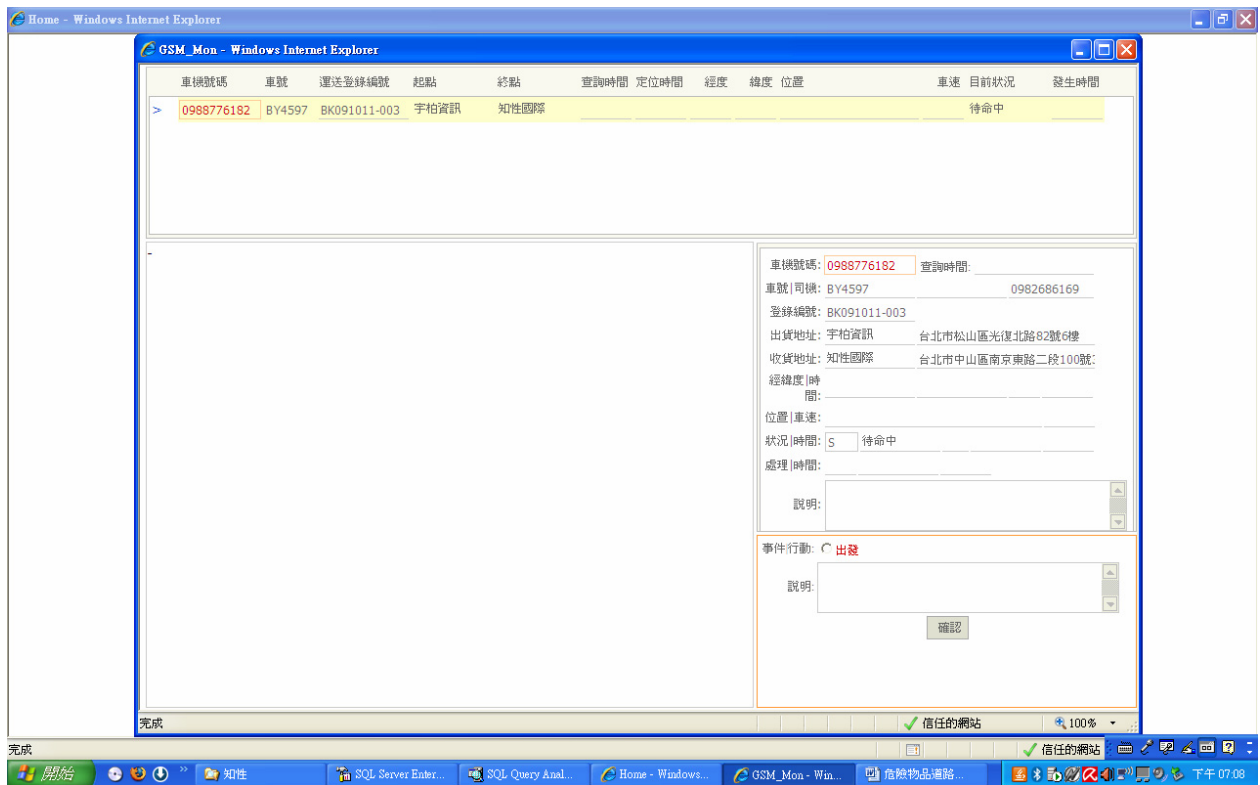 Home - Windows Internet Explorer
GSM_Mon - Windows Internet Explorer
車機號碼 車號 運送登錄編號 起點 終點 查詢時間 定位時間 經度 緯度 位置 車速 目前狀況 發生時間
> 0988776182 BY4597 BK091011-003 宇柏資訊 知性國際 待命中
-
車機號碼: 0988776182 查詢時間:
車號|司機: BY4597 0982686169
登錄編號: BK091011-003
出貨地址: 宇柏資訊 台北市松山區光復北路82號6樓
收貨地址: 知性國際 台北市中山區南京東路二段100號
經緯度|時
間:
位置|車速:
狀況|時間: S 待命中
處理|時間:
說明:
事件/行動: 出發
說明:
確認
完成 信任的網站 100%
完成 信任的網站
開始 » 知性 SQL Server Enter... SQL Query Anal... Home - Windows... GSM_Mon - Win... 危險物品道路... 下午 07:08